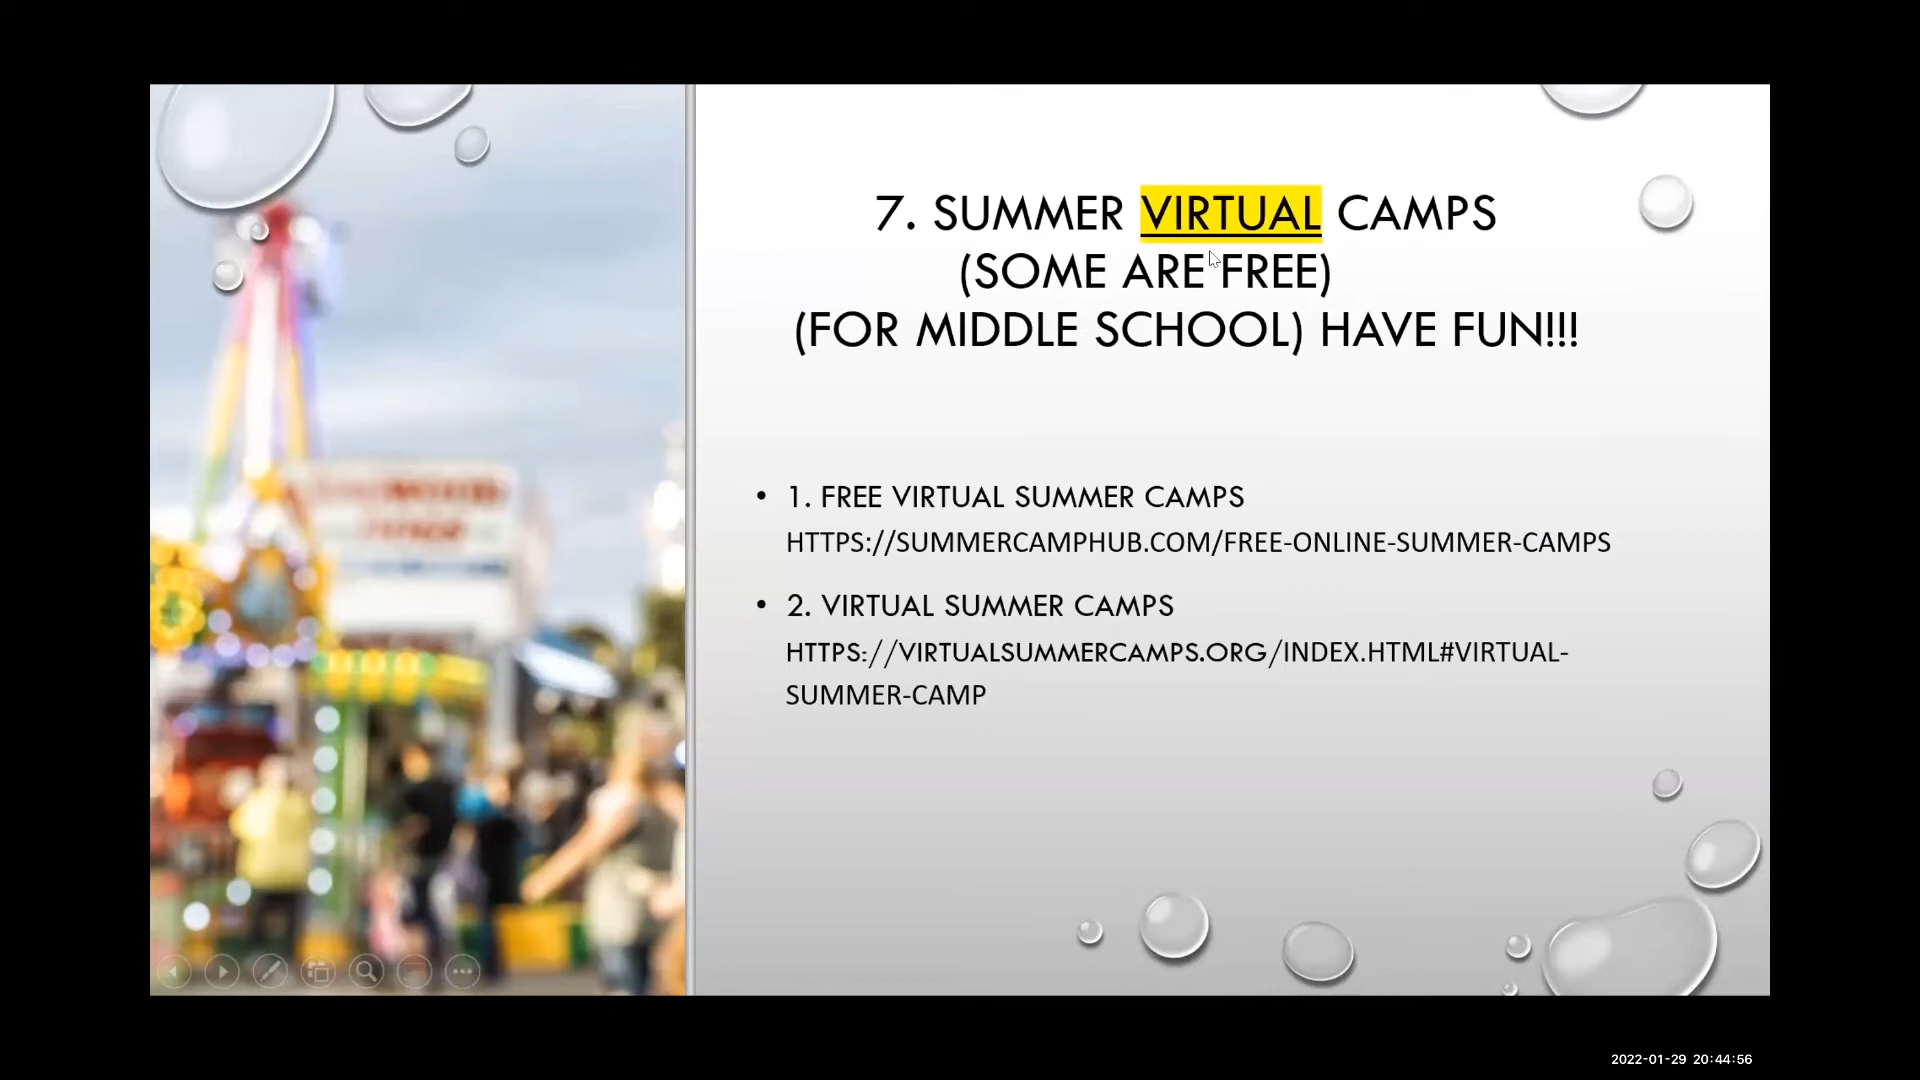 7. SUMMER VIRTUAL CAMPS
(SOME ARE FREE)
(FOR MIDDLE SCHOOL) HAVE FUN!!!
• 1. FREE VIRTUAL SUMMER CAMPS
HTTPS://SUMMERCAMPHUB.COM/FREE-ONLINE-SUMMER-CAMPS
• 2. VIRTUAL SUMMER CAMPS
HTTPS://VIRTUALSUMMERCAMPS.ORG/INDEX.HTML#VIRTUAL-
SUMMER-CAMP
2022-01-29 20:44:56